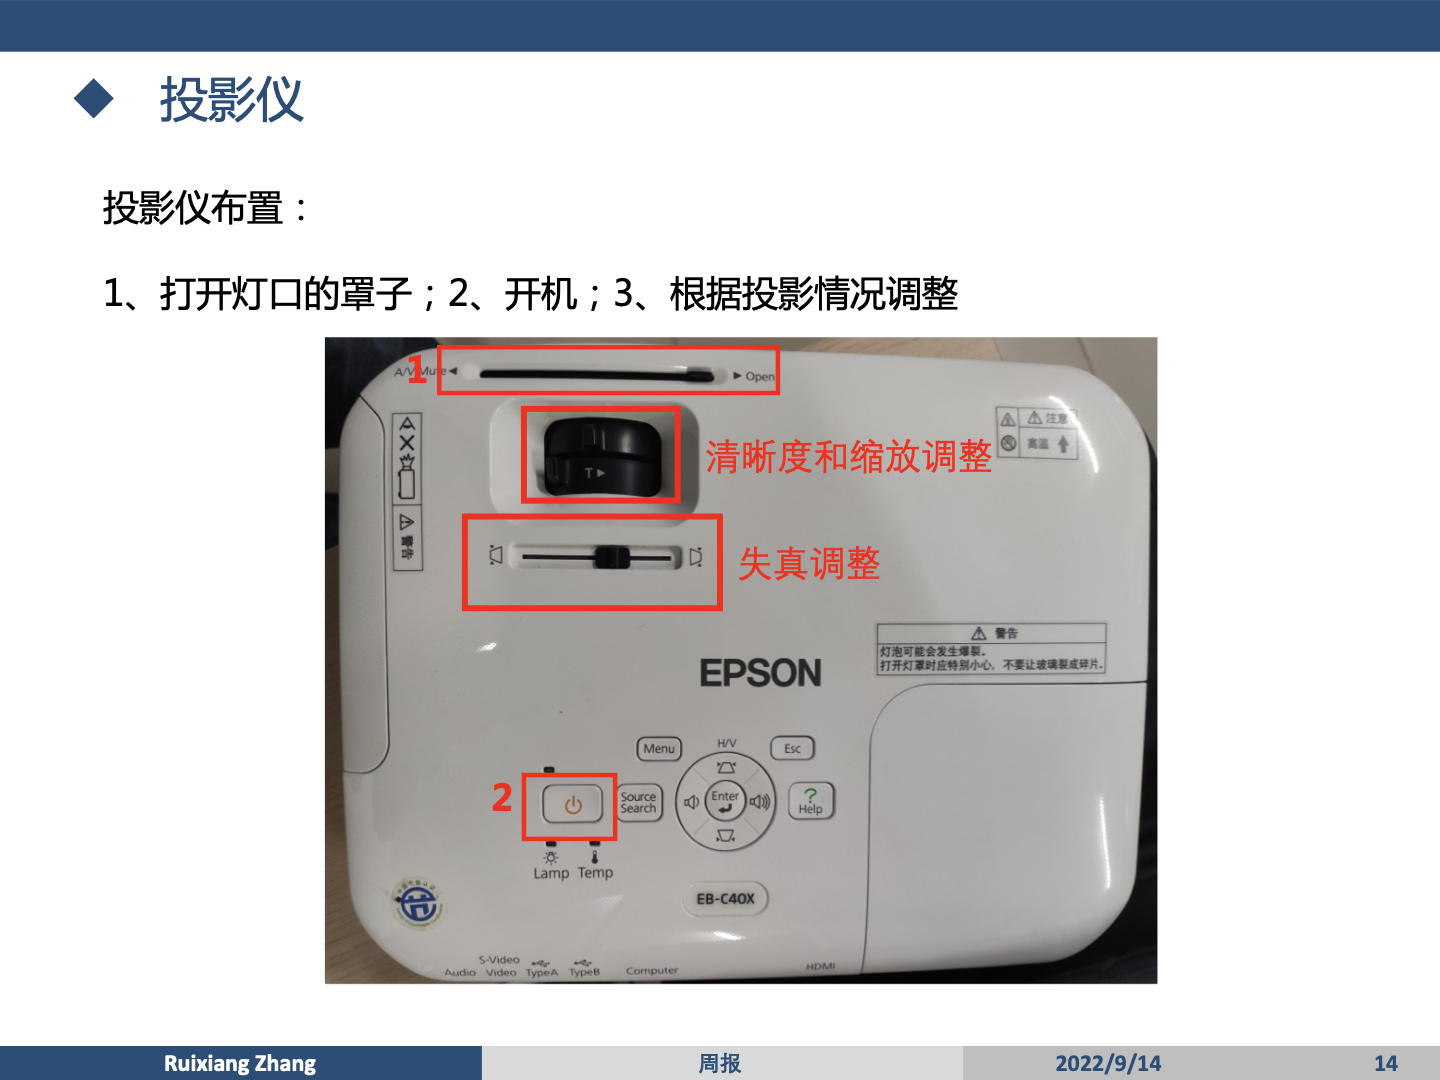 投影仪
投影仪布置：
1、打开灯口的罩子；2、开机；3、根据投影情况调整
1
A/V Mute
Open
注意
高温
T
清晰度和缩放调整
警告
失真调整
警告
灯泡可能会发生爆裂。
打开灯罩时应特别小心，不要让玻璃裂成碎片。
EPSON
Menu
H/V
Esc
2
Source
Search
Enter
?
Help
Lamp Temp
EB-C40X
S-Video
Audio Video TypeA TypeB Computer HDMI
Ruixiang Zhang 周报 2022/9/14 14